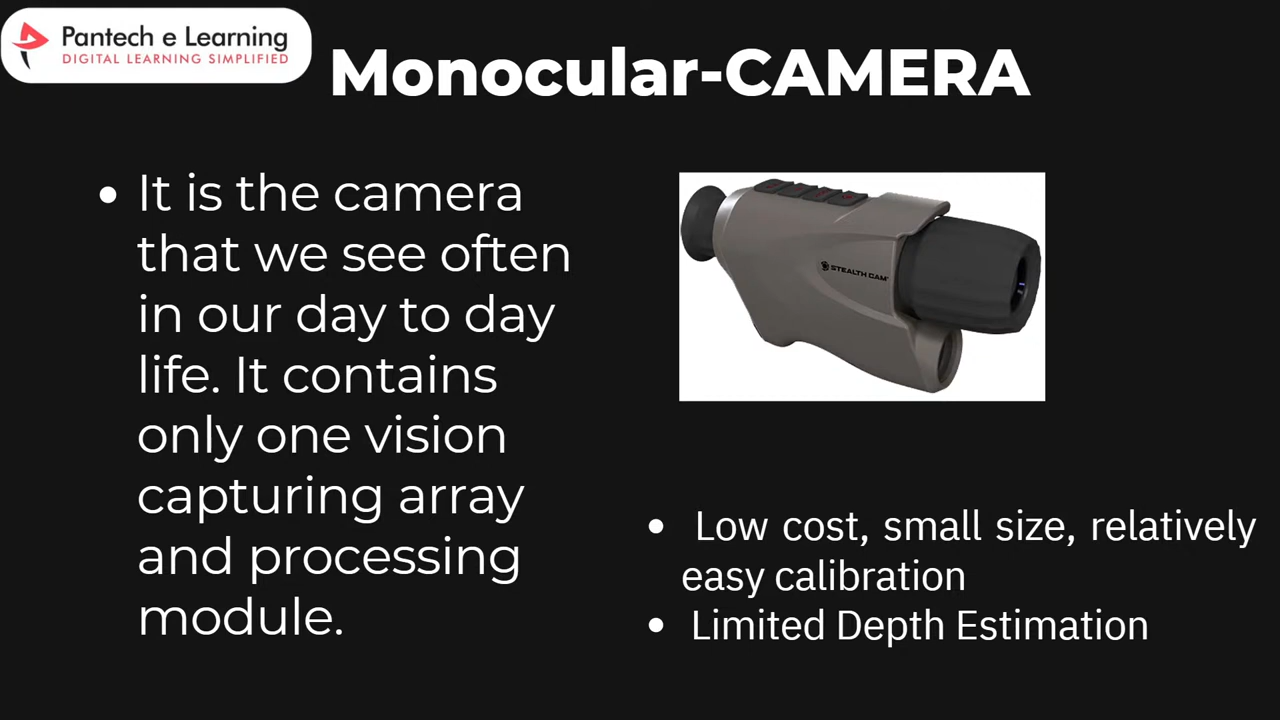 Pantech e Learning
DIGITAL LEARNING SIMPLIFIED
Monocular-CAMERA
• It is the camera
that we see often
in our day to day
life. It contains
only one vision
capturing array
and processing
module.
STEALTH CAM
• Low cost, small size, relatively
easy calibration
• Limited Depth Estimation